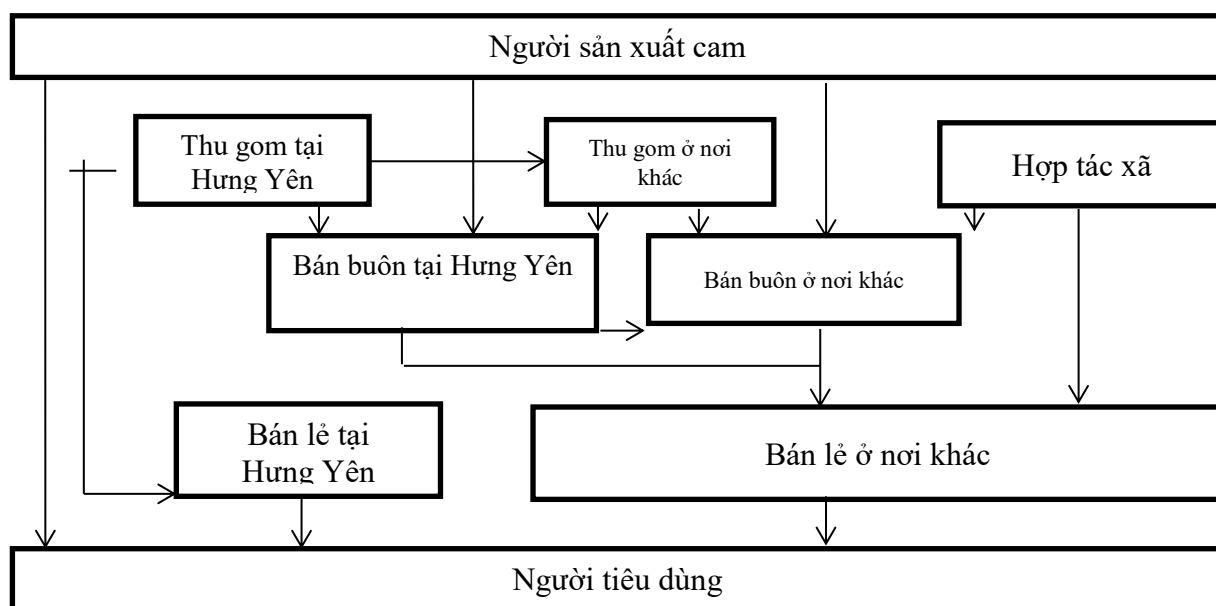 Người sản xuất cam
Thu gom tại
Hưng Yên
Thu gom ở nơi
khác
Hợp tác xã
Bán buôn tại Hưng Yên
Bán buôn ở nơi khác
Bán lẻ tại
Hưng Yên
Bán lẻ ở nơi khác
Người tiêu dùng